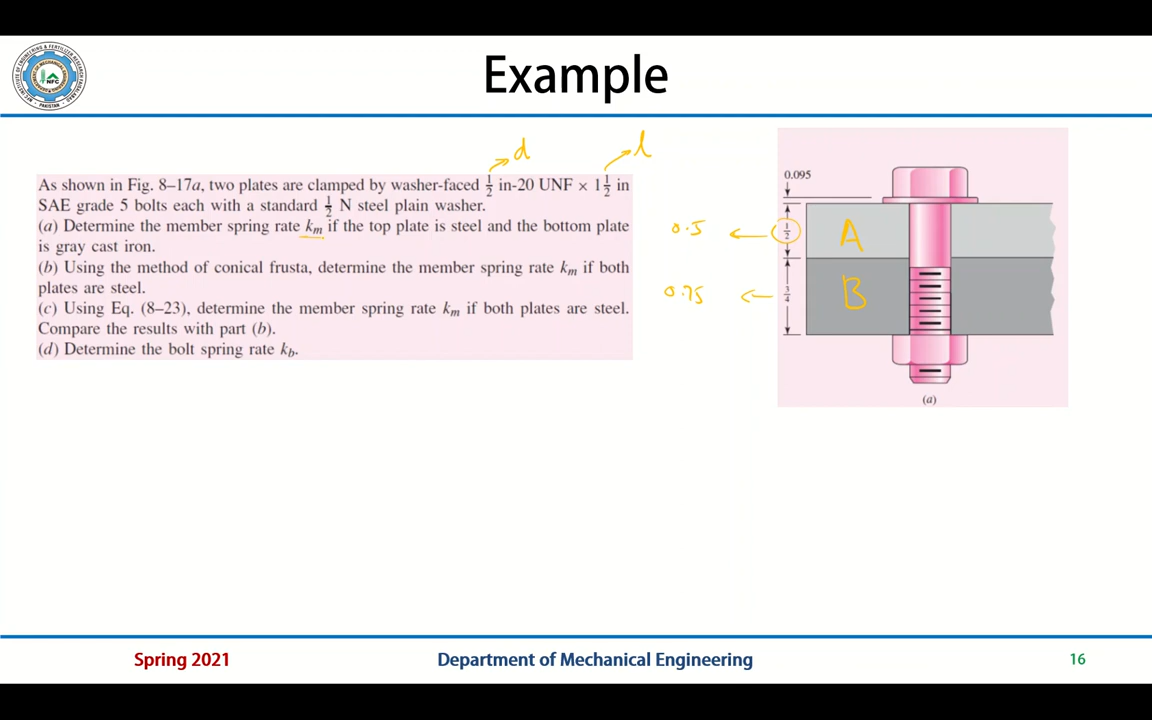 Example
d
l
As shown in Fig. 8–17a, two plates are clamped by washer-faced 1/2 in-20 UNF × 1 1/2 in
SAE grade 5 bolts each with a standard 1/2 N steel plain washer.
(a) Determine the member spring rate km if the top plate is steel and the bottom plate
is gray cast iron.
(b) Using the method of conical frusta, determine the member spring rate km if both
plates are steel.
(c) Using Eq. (8–23), determine the member spring rate km if both plates are steel.
Compare the results with part (b).
(d) Determine the bolt spring rate kb.
0.095
0.5
1/2
A
0.75
3/4
B
(a)
NFC
Spring 2021
Department of Mechanical Engineering
16